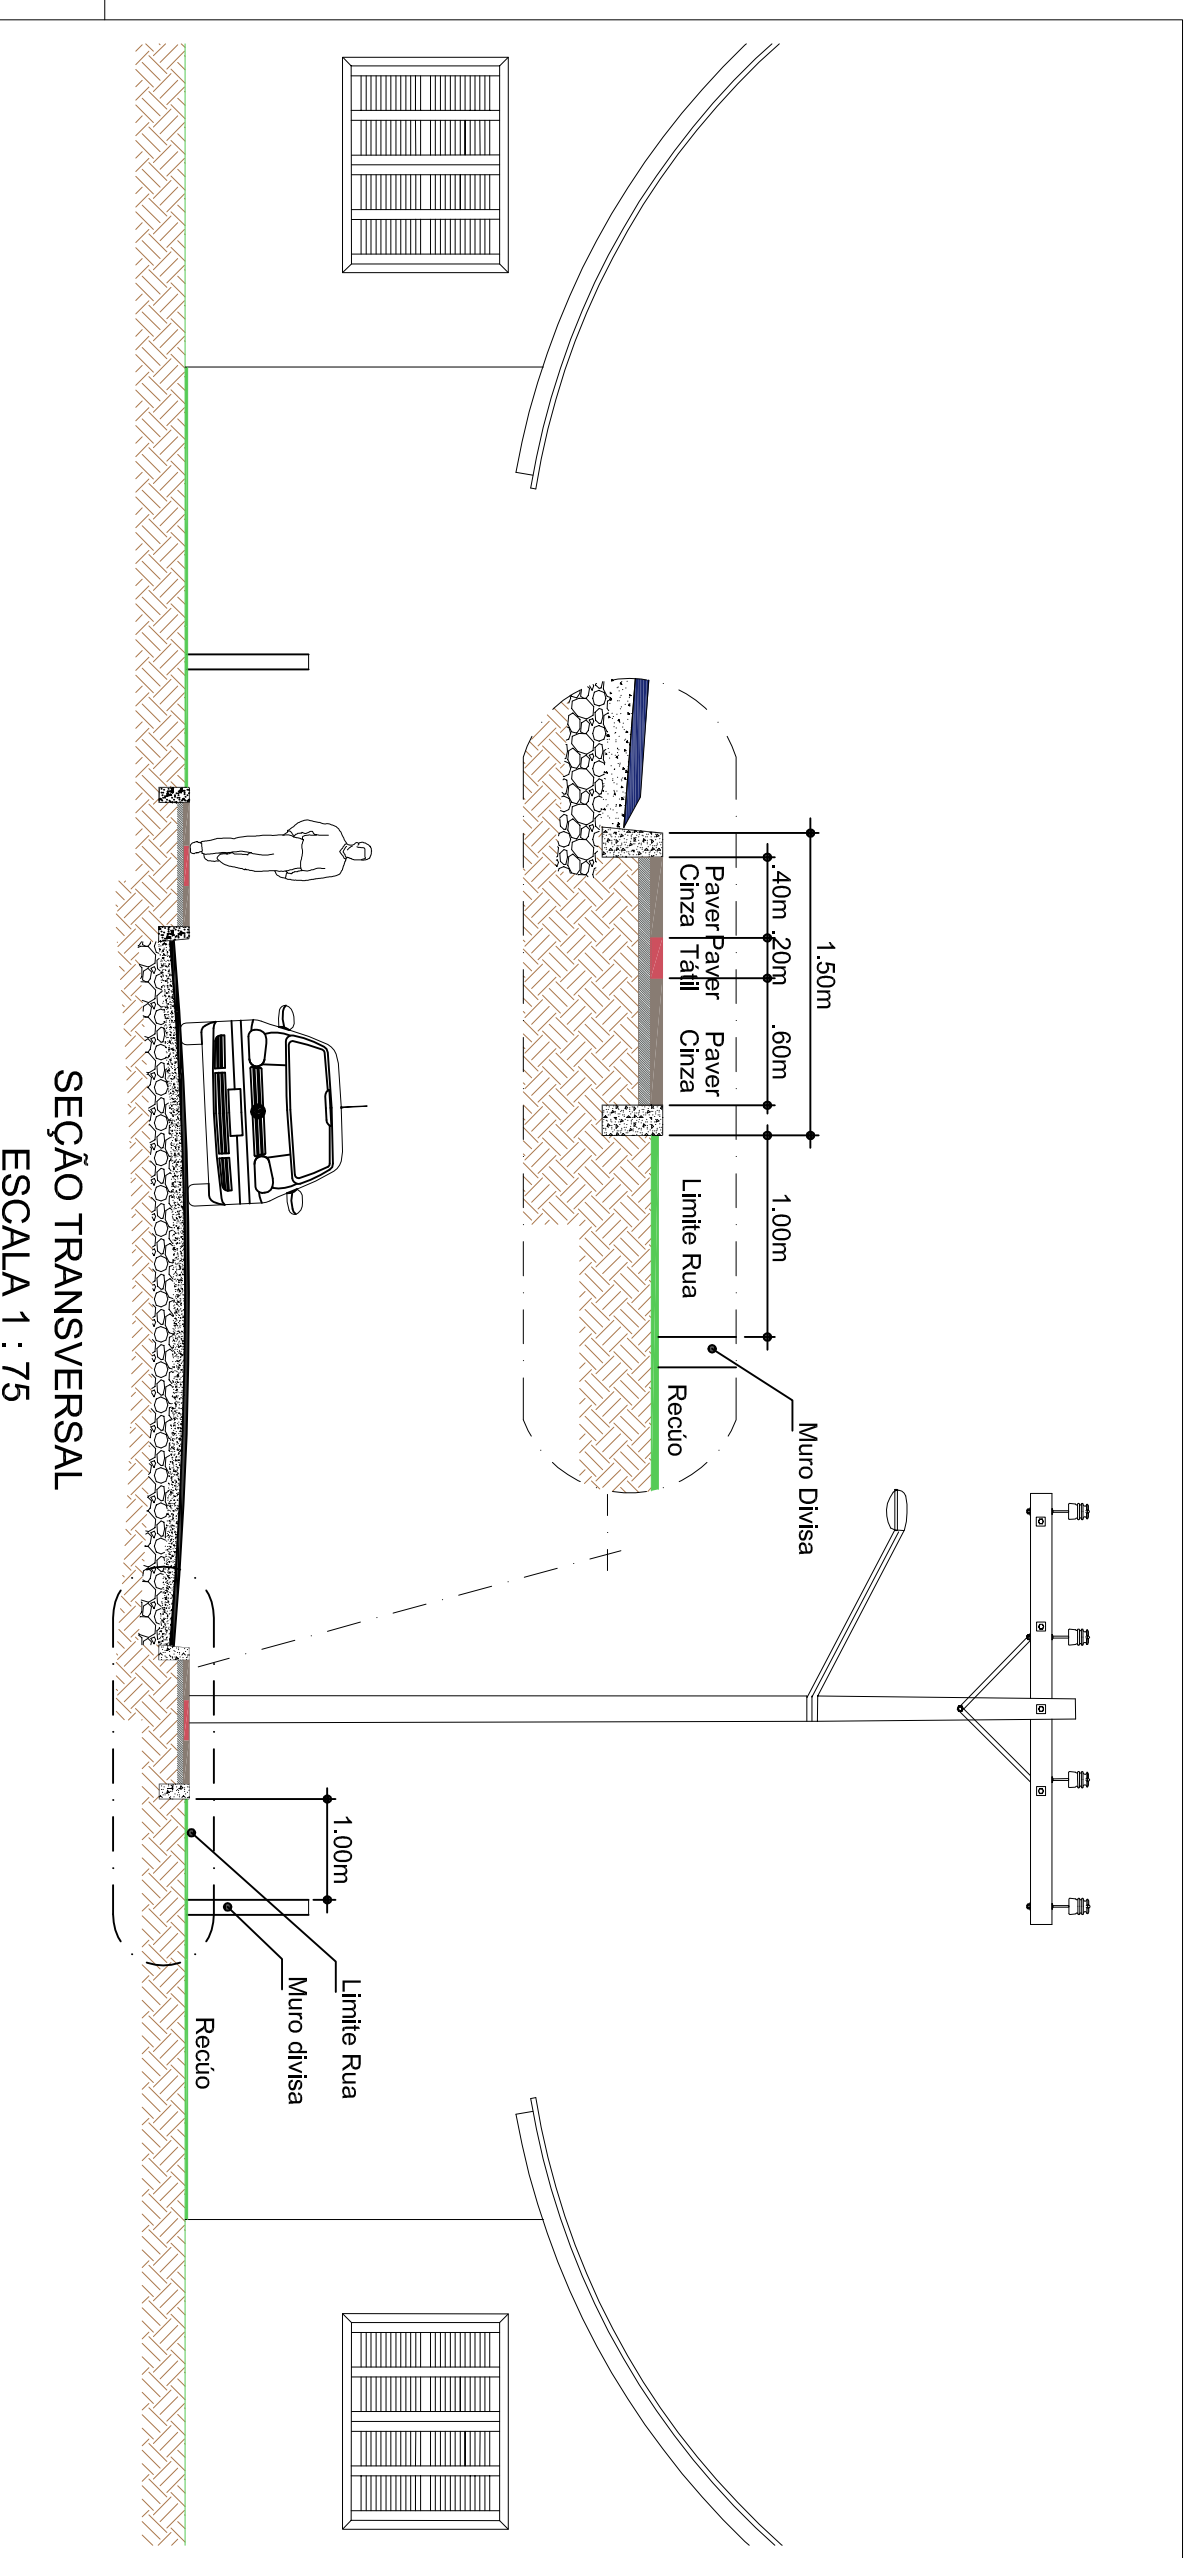 1.50m
.40m .20m .60m 1.00m
Paver Paver Paver
Cinza Tátil Cinza
Limite Rua
Muro Divisa
Recúo
1.00m
Limite Rua
Muro divisa
Recúo
SEÇÃO TRANSVERSAL
ESCALA 1 : 75